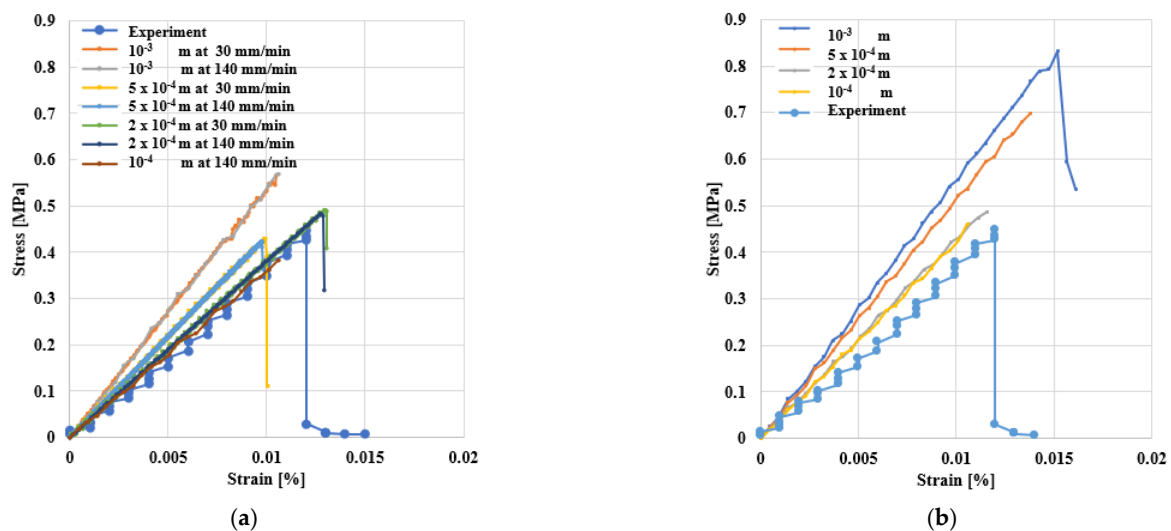 0.9
0.8
0.7
0.6
0.5
0.4
0.3
0.2
0.1
0
Stress [MPa]
Experiment
10-3 m at 30 mm/min
10-3 m at 140 mm/min
5 x 10-4 m at 30 mm/min
5 x 10-4 m at 140 mm/min
2 x 10-4 m at 30 mm/min
2 x 10-4 m at 140 mm/min
10-4 m at 140 mm/min
0 0.005 0.01 0.015 0.02
Strain [%]
(a)
0.9
0.8
0.7
0.6
0.5
0.4
0.3
0.2
0.1
0
Stress [MPa]
10-3 m
5 x 10-4 m
2 x 10-4 m
10-4 m
Experiment
0 0.005 0.01 0.015 0.02
Strain [%]
(b)